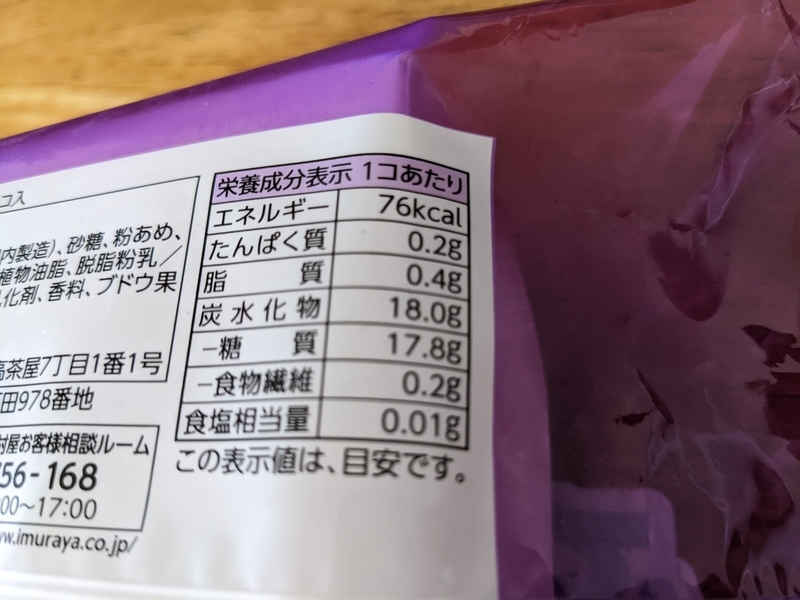 コ入
内製造)、砂糖、粉あめ、
植物油脂、脱脂粉乳/
化剤、香料、ブドウ果
茶屋7丁目1番1号
田978番地
村屋お客様相談ルーム
56-168
00〜17:00
w.imuraya.co.jp/
栄養成分表示 1コあたり
エネルギー 76kcal
たんぱく質 0.2g
脂質 0.4g
炭水化物 18.0g
−糖質 17.8g
−食物繊維 0.2g
食塩相当量 0.01g
この表示値は、目安です。